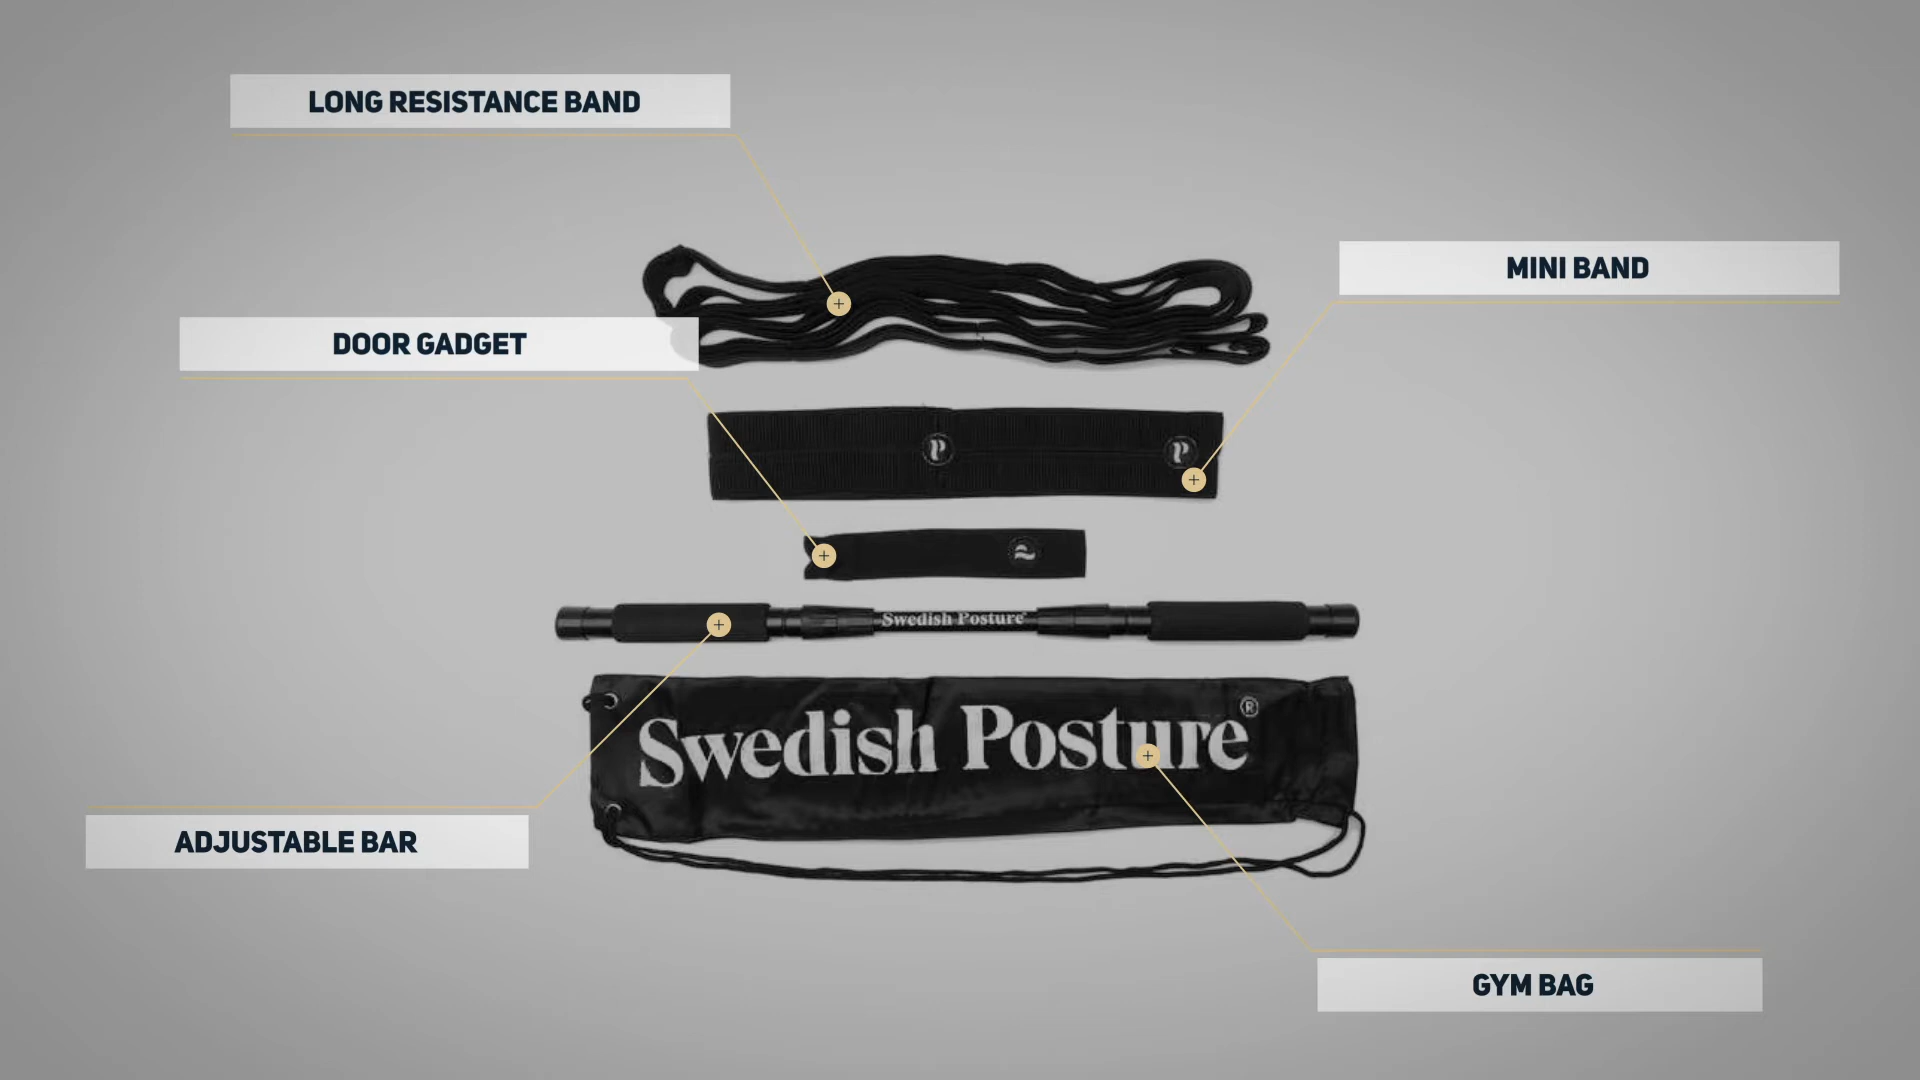 LONG RESISTANCE BAND
MINI BAND
DOOR GADGET
P
P
Swedish Posture
Swedish Posture®
ADJUSTABLE BAR
GYM BAG